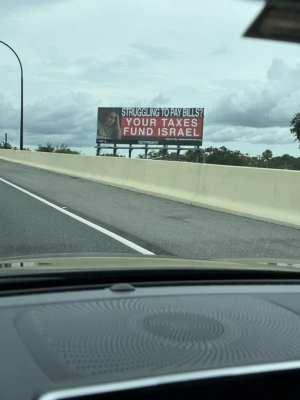 STRUGGLING TO PAY BILLS?
YOUR TAXES
FUND ISRAEL